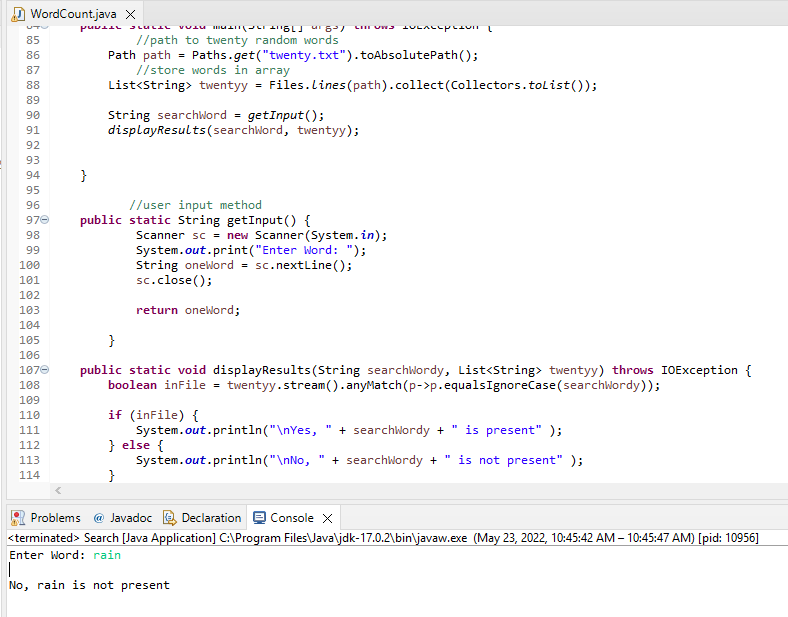 WordCount.java
84 public static void main(String[] args) throws IOException {
85 //path to twenty random words
86 Path path = Paths.get("twenty.txt").toAbsolutePath();
87 //store words in array
88 List<String> twentyy = Files.lines(path).collect(Collectors.toList());
89
90 String searchWord = getInput();
91 displayResults(searchWord, twentyy);
92
93
94 }
95
96 //user input method
97 public static String getInput() {
98 Scanner sc = new Scanner(System.in);
99 System.out.print("Enter Word: ");
100 String oneWord = sc.nextLine();
101 sc.close();
102
103 return oneWord;
104
105 }
106
107 public static void displayResults(String searchWordy, List<String> twentyy) throws IOException {
108 boolean inFile = twentyy.stream().anyMatch(p->p.equalsIgnoreCase(searchWordy));
109
110 if (inFile) {
111 System.out.println("\nYes, " + searchWordy + " is present" );
112 } else {
113 System.out.println("\nNo, " + searchWordy + " is not present" );
114 }
Problems @ Javadoc Declaration Console
<terminated> Search [Java Application] C:\Program Files\Java\jdk-17.0.2\bin\javaw.exe (May 23, 2022, 10:45:42 AM – 10:45:47 AM) [pid: 10956]
Enter Word: rain
No, rain is not present